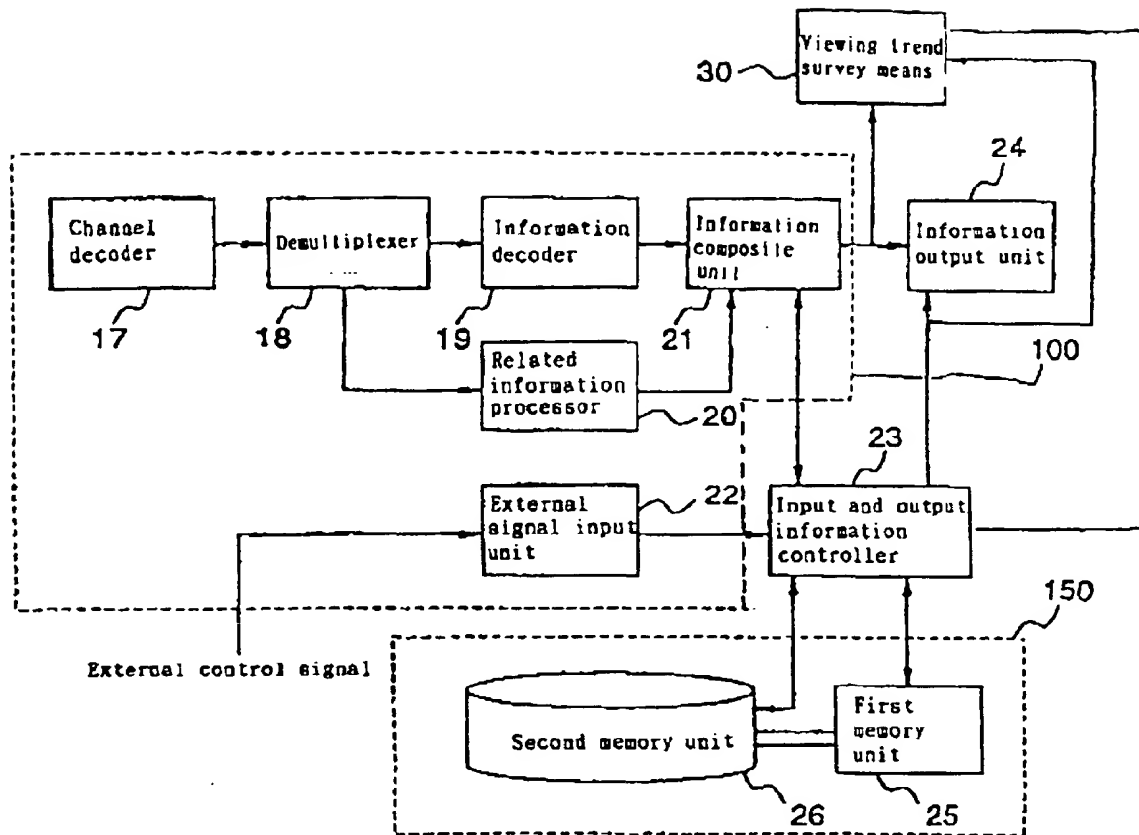 Viewing trend
survey means
30
24
Channel
decoder
Demultiplexer
....
Information
decoder
Information
composite
unit
Information
output unit
17
18
19
21
100
Related
information
processor
20
23
22
External
signal input
unit
Input and output
information
controller
150
External control signal
Second memory unit
First
memory
unit
26
25